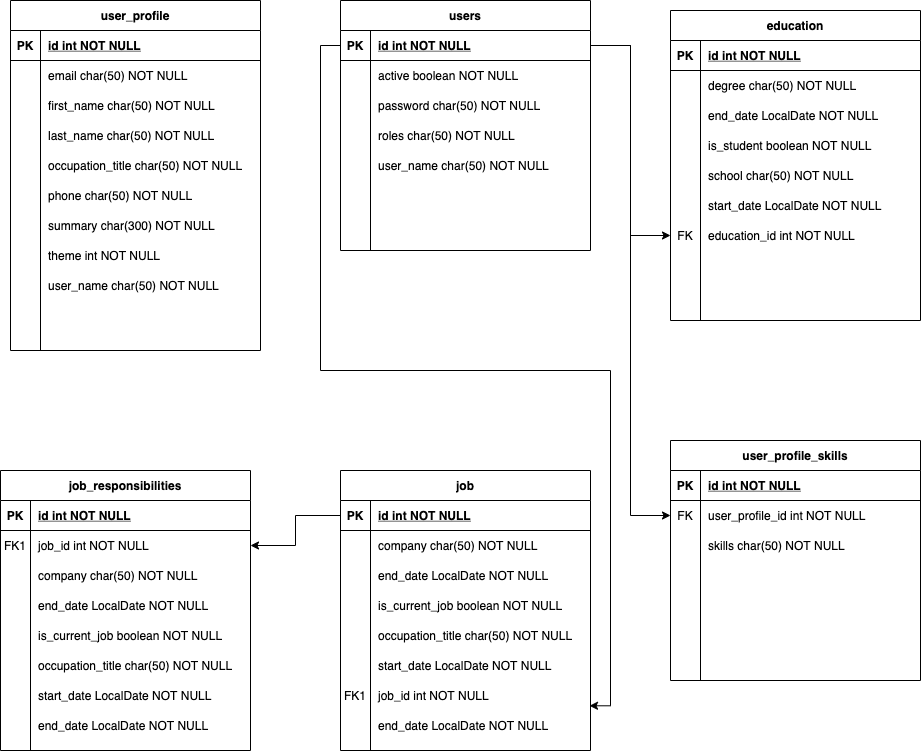 user_profile
PK id int NOT NULL
email char(50) NOT NULL
first_name char(50) NOT NULL
last_name char(50) NOT NULL
occupation_title char(50) NOT NULL
phone char(50) NOT NULL
summary char(300) NOT NULL
theme int NOT NULL
user_name char(50) NOT NULL
users
PK id int NOT NULL
active boolean NOT NULL
password char(50) NOT NULL
roles char(50) NOT NULL
user_name char(50) NOT NULL
education
PK id int NOT NULL
degree char(50) NOT NULL
end_date LocalDate NOT NULL
is_student boolean NOT NULL
school char(50) NOT NULL
start_date LocalDate NOT NULL
FK education_id int NOT NULL
job_responsibilities
PK id int NOT NULL
FK1 job_id int NOT NULL
company char(50) NOT NULL
end_date LocalDate NOT NULL
is_current_job boolean NOT NULL
occupation_title char(50) NOT NULL
start_date LocalDate NOT NULL
end_date LocalDate NOT NULL
job
PK id int NOT NULL
company char(50) NOT NULL
end_date LocalDate NOT NULL
is_current_job boolean NOT NULL
occupation_title char(50) NOT NULL
start_date LocalDate NOT NULL
FK1 job_id int NOT NULL
end_date LocalDate NOT NULL
user_profile_skills
PK id int NOT NULL
FK user_profile_id int NOT NULL
skills char(50) NOT NULL